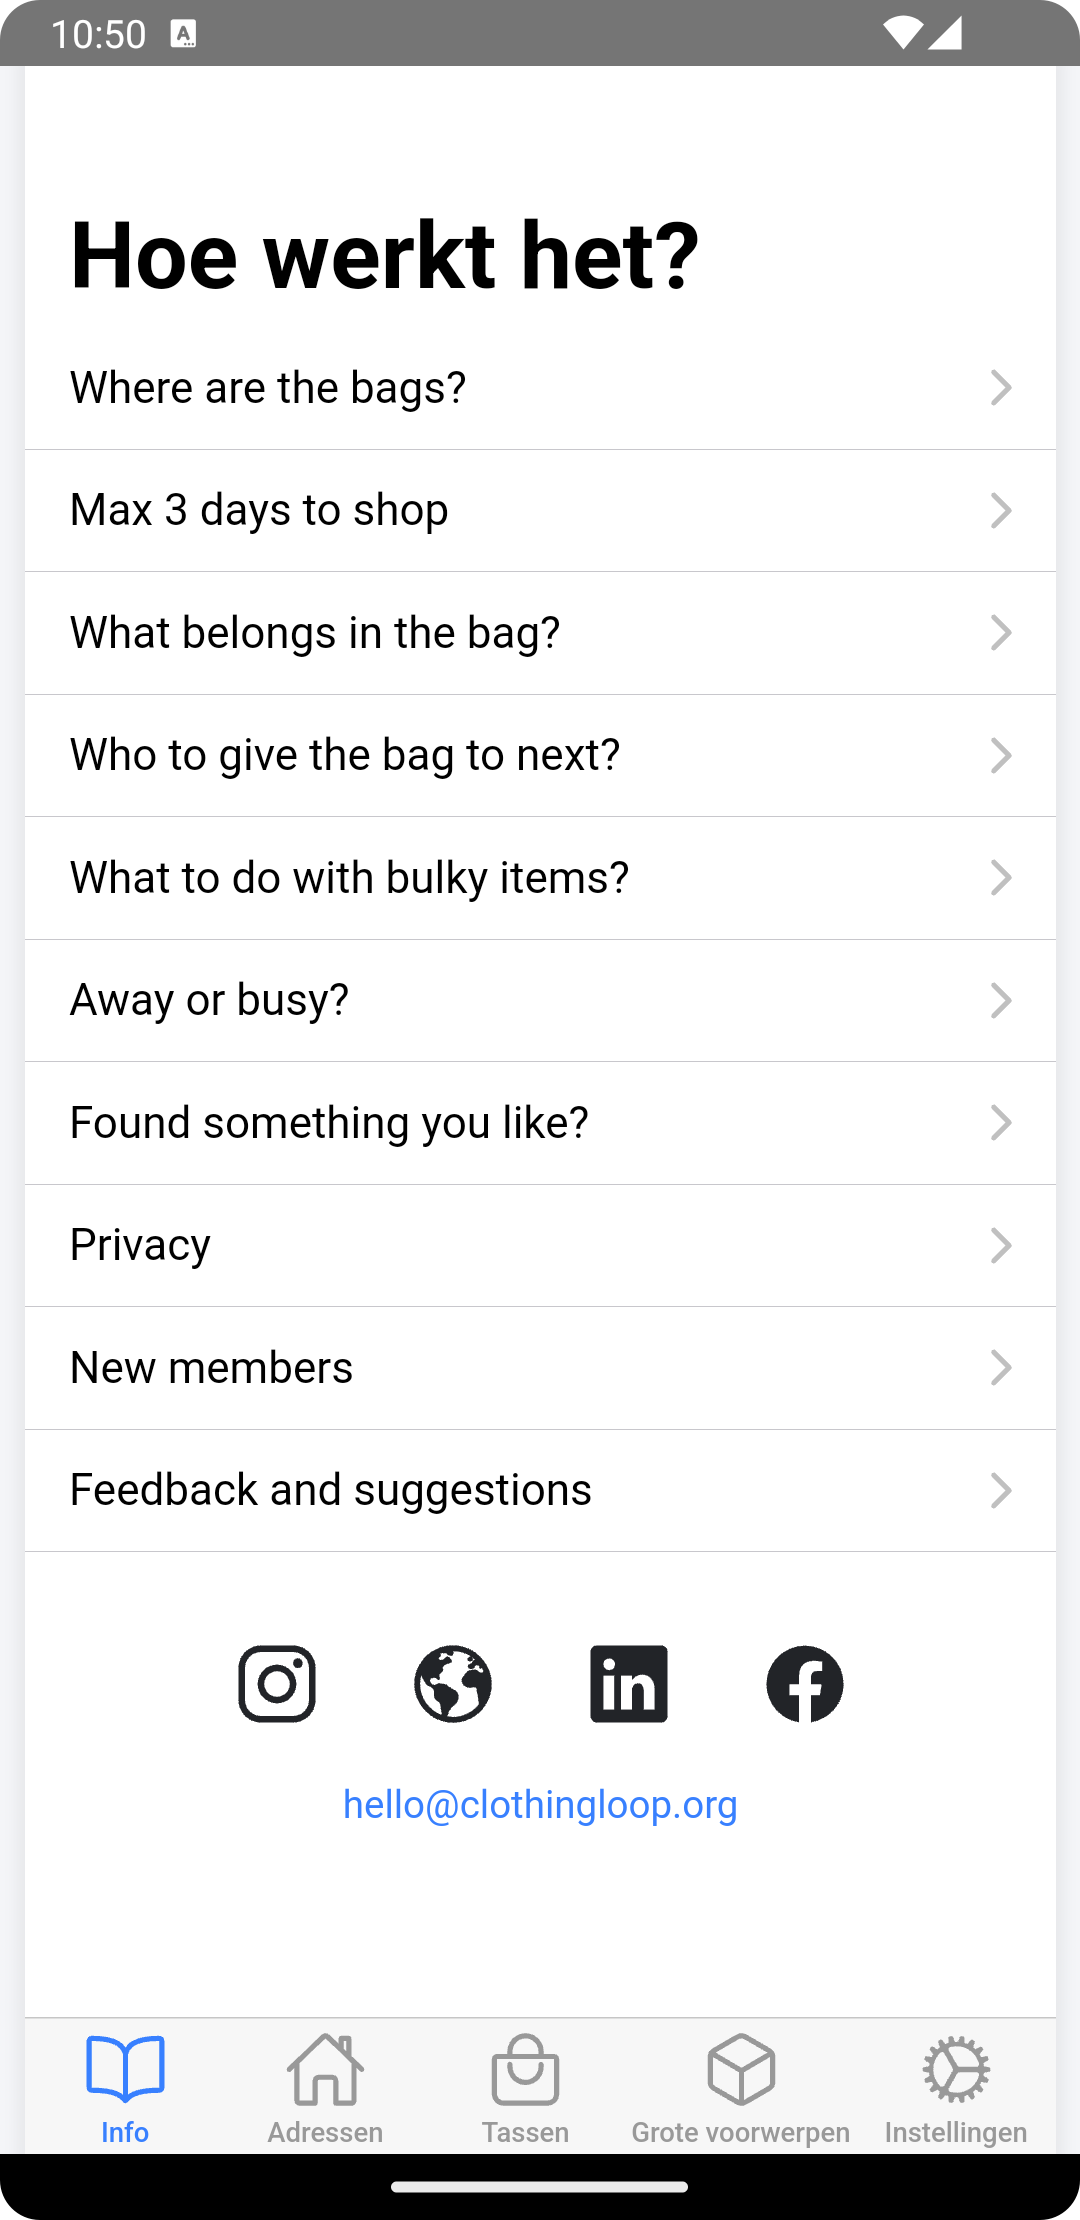 10:50
Hoe werkt het?
Where are the bags?
Max 3 days to shop
What belongs in the bag?
Who to give the bag to next?
What to do with bulky items?
Away or busy?
Found something you like?
Privacy
New members
Feedback and suggestions
hello@clothingloop.org
Info
Adressen
Tassen
Grote voorwerpen
Instellingen